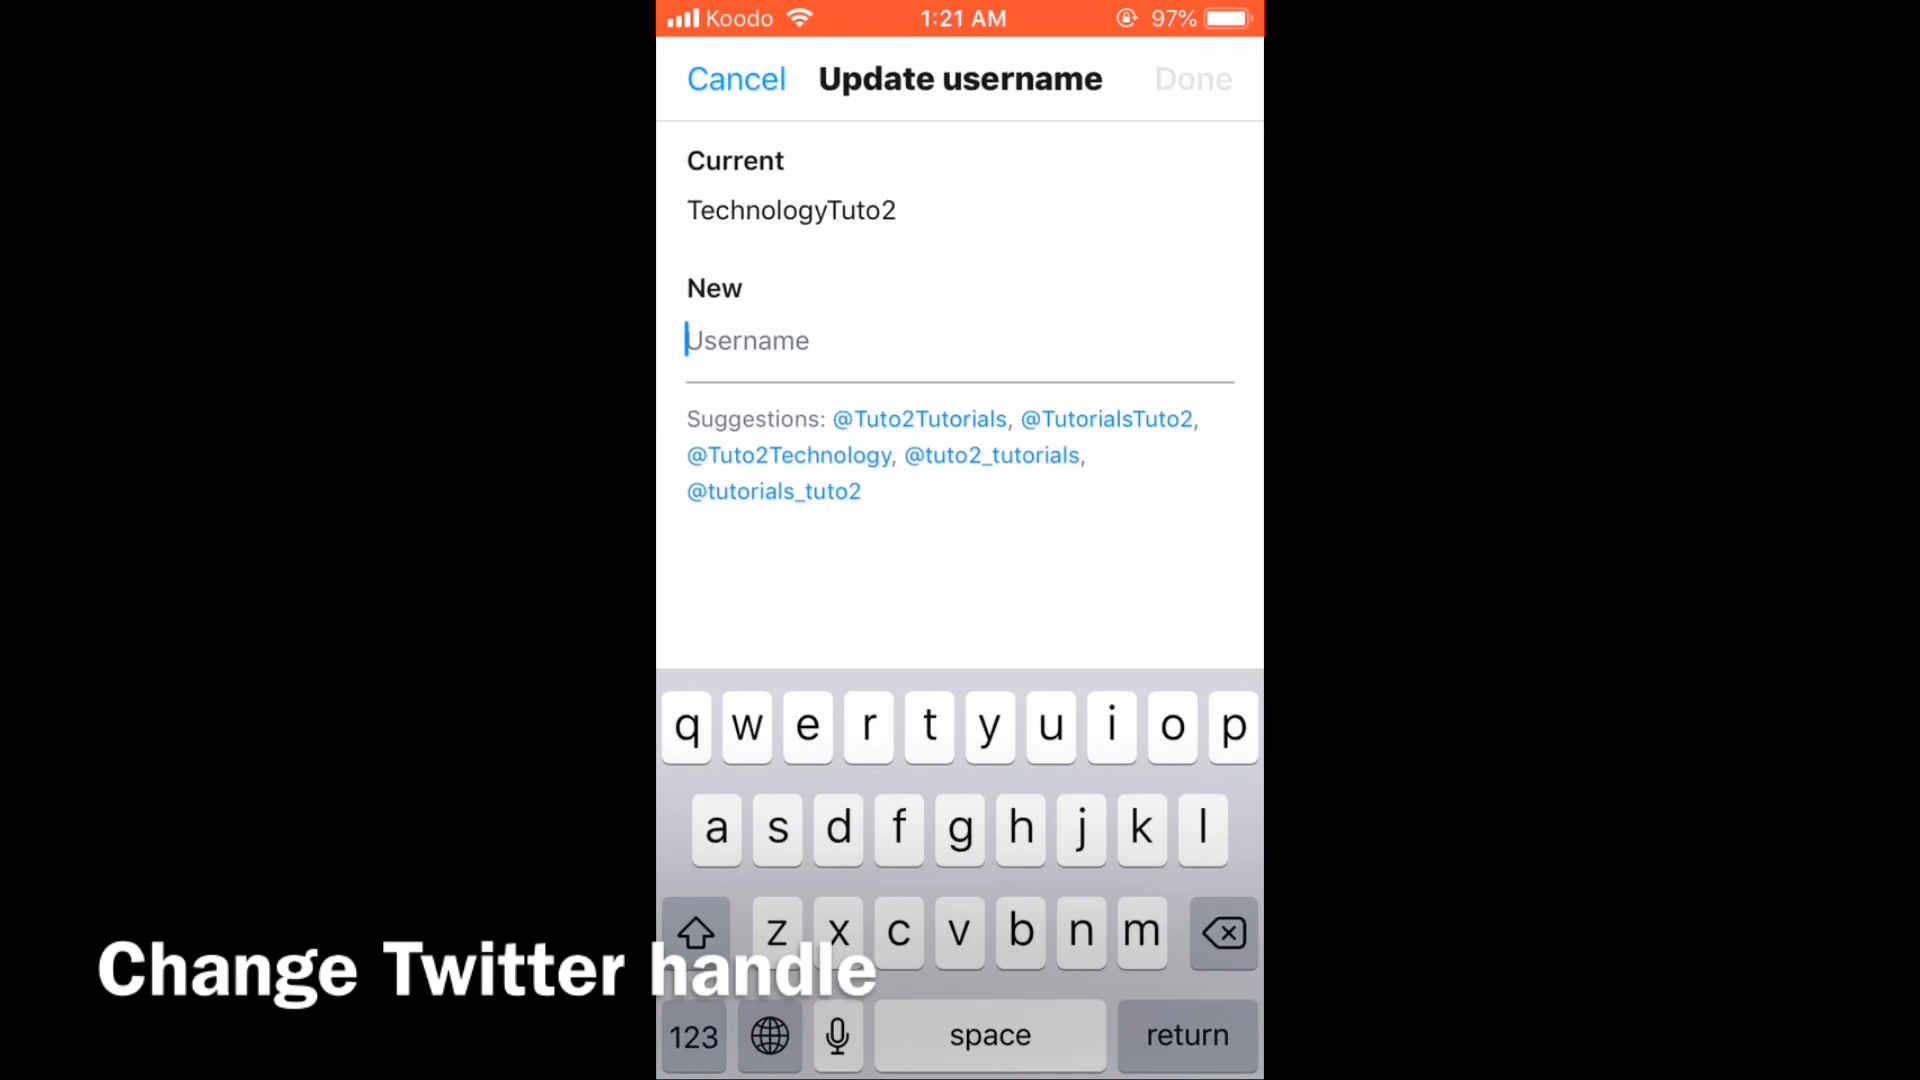 Koodo 1:21 AM 97%
Cancel Update username Done
Current
TechnologyTuto2
New
Username
Suggestions: @Tuto2Tutorials, @TutorialsTuto2,
@Tuto2Technology, @tuto2_tutorials,
@tutorials_tuto2
q w e r t y u i o p
a s d f g h j k l
z x c v b n m
Change Twitter handle
123 space return